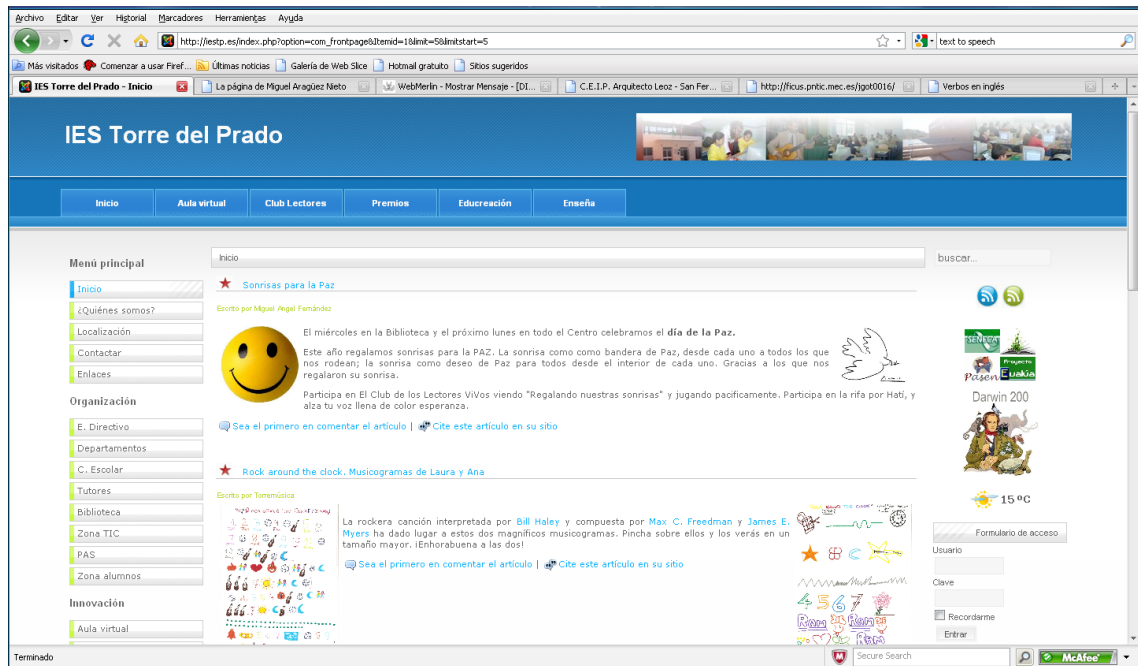 Archivo Editar Ver Historial Marcadores Herramientas Ayuda
http://iestp.es/index.php?option=com_frontpage&Itemid=1&limit=5&limitstart=5
text to speech
Más visitados Comenzar a usar Firef... Últimas noticias Galería de Web Slice Hotmail gratuito Sitios sugeridos
IES Torre del Prado - Inicio La página de Miguel Aragüez Nieto WebMerlin - Mostrar Mensaje - [DI... C.E.I.P. Arquitecto Leoz - San Fer... http://ficus.pntic.mec.es/jgot0016/ Verbos en inglés
IES Torre del Prado
Inicio Aula virtual Club Lectores Premios Educreación Enseña
Menú principal
Inicio
¿Quiénes somos?
Localización
Contactar
Enlaces
Organización
E. Directivo
Departamentos
C. Escolar
Tutores
Biblioteca
Zona TIC
PAS
Zona alumnos
Innovación
Aula virtual
Inicio
Sonrisas para la Paz
Escrito por Miguel Angel Fernández
El miércoles en la Biblioteca y el próximo lunes en todo el Centro celebramos el día de la Paz.
Este año regalamos sonrisas para la PAZ. La sonrisa como como bandera de Paz, desde cada uno a todos los que
nos rodean; la sonrisa como deseo de Paz para todos desde el interior de cada uno. Gracias a los que nos
regalaron su sonrisa.
Participa en El Club de los Lectores ViVos viendo "Regalando nuestras sonrisas" y jugando pacificamente. Participa en la rifa por Hatí, y
alza tu voz llena de color esperanza.
Sea el primero en comentar el artículo | Cite este artículo en su sitio
Rock around the clock. Musicogramas de Laura y Ana
Escrito por Torremúsica
La rockera canción interpretada por Bill Haley y compuesta por Max C. Freedman y James E.
Myers ha dado lugar a estos dos magníficos musicogramas. Pincha sobre ellos y los verás en un
tamaño mayor. ¡Enhorabuena a las dos!
Sea el primero en comentar el artículo | Cite este artículo en su sitio
4 5 6 7
Ram Ram
Ram
buscar...
SÉNECA
Pasen
Proyecto
Eualia
Darwin 200
15 ºC
Formulario de acceso
Usuario
Clave
Recordarme
Entrar
Terminado
Secure Search
McAfee